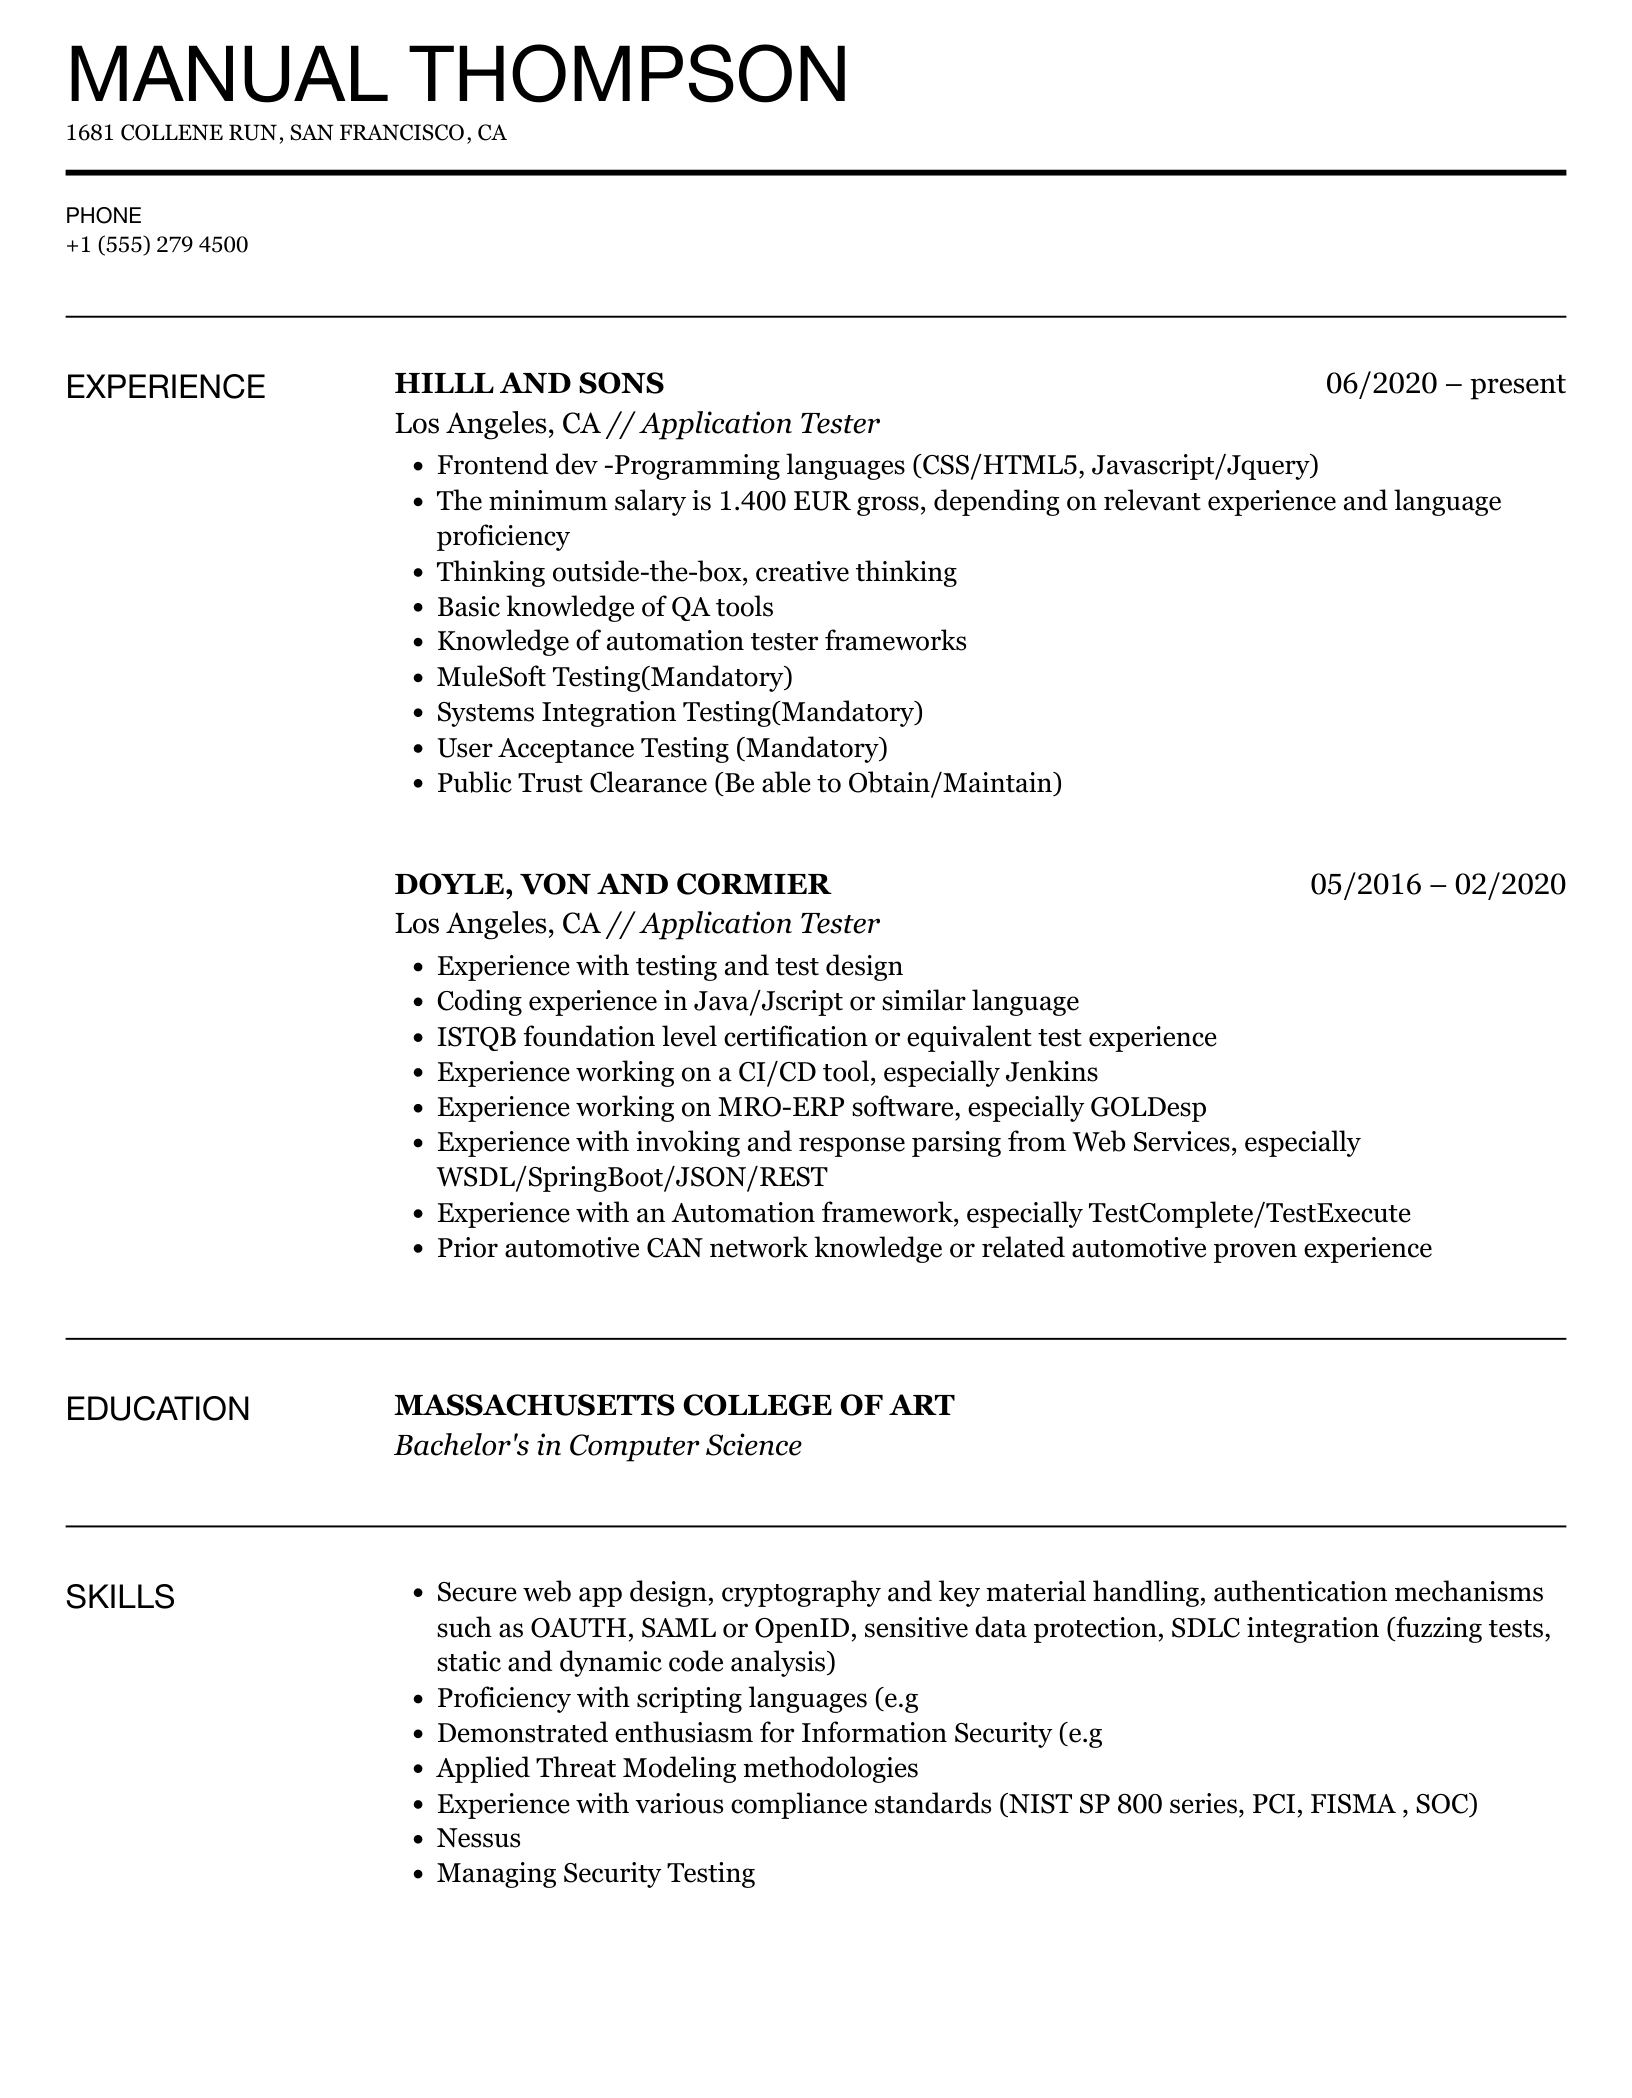 MANUAL THOMPSON
1681 COLLENE RUN, SAN FRANCISCO, CA
PHONE
+1 (555) 279 4500
EXPERIENCE
HILLL AND SONS 06/2020 – present
Los Angeles, CA // Application Tester
• Frontend dev -Programming languages (CSS/HTML5, Javascript/Jquery)
• The minimum salary is 1.400 EUR gross, depending on relevant experience and language
proficiency
• Thinking outside-the-box, creative thinking
• Basic knowledge of QA tools
• Knowledge of automation tester frameworks
• MuleSoft Testing(Mandatory)
• Systems Integration Testing(Mandatory)
• User Acceptance Testing (Mandatory)
• Public Trust Clearance (Be able to Obtain/Maintain)
DOYLE, VON AND CORMIER 05/2016 – 02/2020
Los Angeles, CA // Application Tester
• Experience with testing and test design
• Coding experience in Java/Jscript or similar language
• ISTQB foundation level certification or equivalent test experience
• Experience working on a CI/CD tool, especially Jenkins
• Experience working on MRO-ERP software, especially GOLDesp
• Experience with invoking and response parsing from Web Services, especially
WSDL/SpringBoot/JSON/REST
• Experience with an Automation framework, especially TestComplete/TestExecute
• Prior automotive CAN network knowledge or related automotive proven experience
EDUCATION
MASSACHUSETTS COLLEGE OF ART
Bachelor's in Computer Science
SKILLS
• Secure web app design, cryptography and key material handling, authentication mechanisms
such as OAUTH, SAML or OpenID, sensitive data protection, SDLC integration (fuzzing tests,
static and dynamic code analysis)
• Proficiency with scripting languages (e.g
• Demonstrated enthusiasm for Information Security (e.g
• Applied Threat Modeling methodologies
• Experience with various compliance standards (NIST SP 800 series, PCI, FISMA , SOC)
• Nessus
• Managing Security Testing